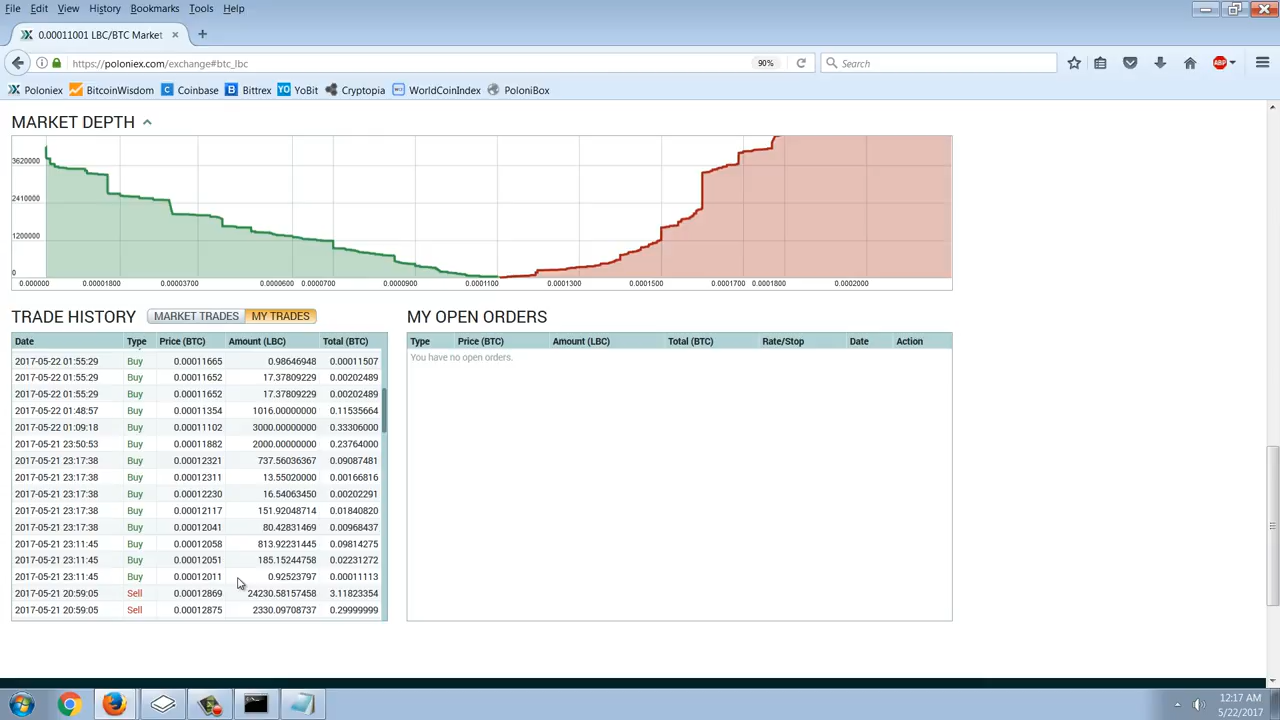 File Edit View History Bookmarks Tools Help
0.00011001 LBC/BTC Market
https://poloniex.com/exchange#btc_lbc 90% Search ABP
Poloniex BitcoinWisdom Coinbase Bittrex YoBit Cryptopia WorldCoinIndex PoloniBox
MARKET DEPTH
3620000
2410000
1200000
0
0.000000 0.00001800 0.00003700 0.0000600 0.0000700 0.0000900 0.0001100 0.0001300 0.0001500 0.0001700 0.0001800 0.0002000
TRADE HISTORY MARKET TRADES MY TRADES
Date Type Price (BTC) Amount (LBC) Total (BTC)
2017-05-22 01:55:29 Buy 0.00011665 0.98646948 0.00011507
2017-05-22 01:55:29 Buy 0.00011652 17.37809229 0.00202489
2017-05-22 01:55:29 Buy 0.00011652 17.37809229 0.00202489
2017-05-22 01:48:57 Buy 0.00011354 1016.00000000 0.11535664
2017-05-22 01:09:18 Buy 0.00011102 3000.00000000 0.33306000
2017-05-21 23:50:53 Buy 0.00011882 2000.00000000 0.23764000
2017-05-21 23:17:38 Buy 0.00012321 737.56036367 0.09087481
2017-05-21 23:17:38 Buy 0.00012311 13.55020000 0.00166816
2017-05-21 23:17:38 Buy 0.00012230 16.54063450 0.00202291
2017-05-21 23:17:38 Buy 0.00012117 151.92048714 0.01840820
2017-05-21 23:17:38 Buy 0.00012041 80.42831469 0.00968437
2017-05-21 23:11:45 Buy 0.00012058 813.92231445 0.09814275
2017-05-21 23:11:45 Buy 0.00012051 185.15244758 0.02231272
2017-05-21 23:11:45 Buy 0.00012011 0.92523797 0.00011113
2017-05-21 20:59:05 Sell 0.00012869 24230.58157458 3.11823354
2017-05-21 20:59:05 Sell 0.00012875 2330.09708737 0.29999999
MY OPEN ORDERS
Type Price (BTC) Amount (LBC) Total (BTC) Rate/Stop Date Action
You have no open orders.
12:17 AM
5/22/2017